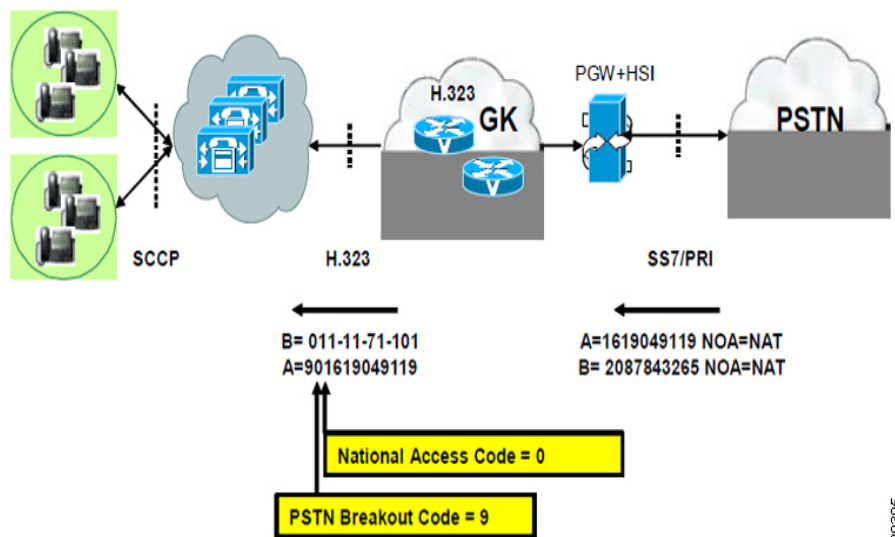 PGW+HSI
H.323
GK
PSTN
V
V
SCCP
H.323
SS7/PRI
B= 011-11-71-101
A=901619049119
A=1619049119 NOA=NAT
B= 2087843265 NOA=NAT
National Access Code = 0
PSTN Breakout Code = 9